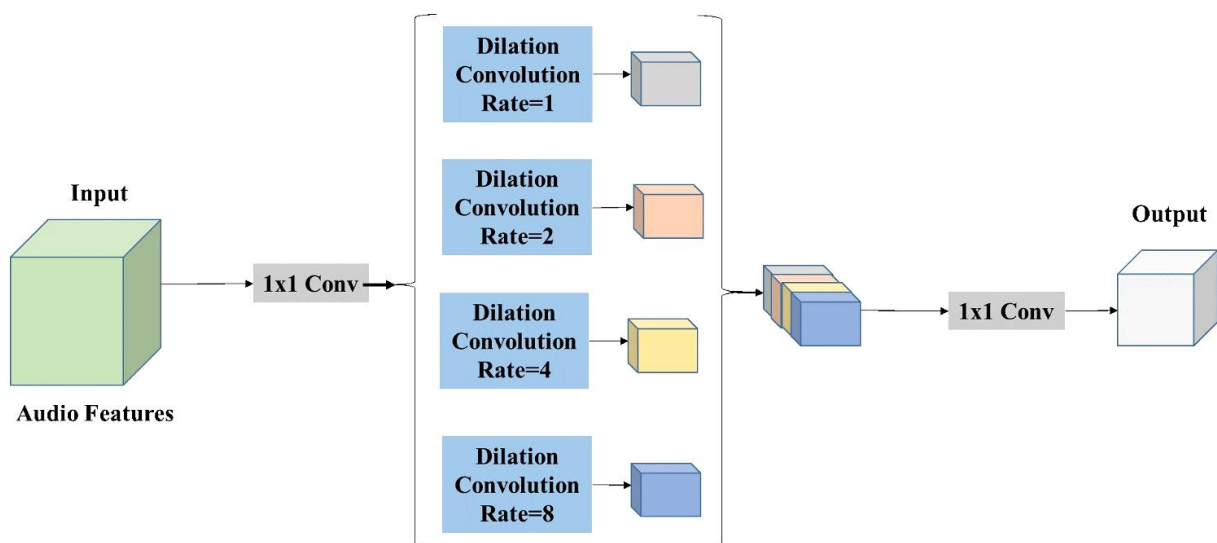 Input
Audio Features
1x1 Conv
Dilation
Convolution
Rate=1
Dilation
Convolution
Rate=2
Dilation
Convolution
Rate=4
Dilation
Convolution
Rate=8
1x1 Conv
Output